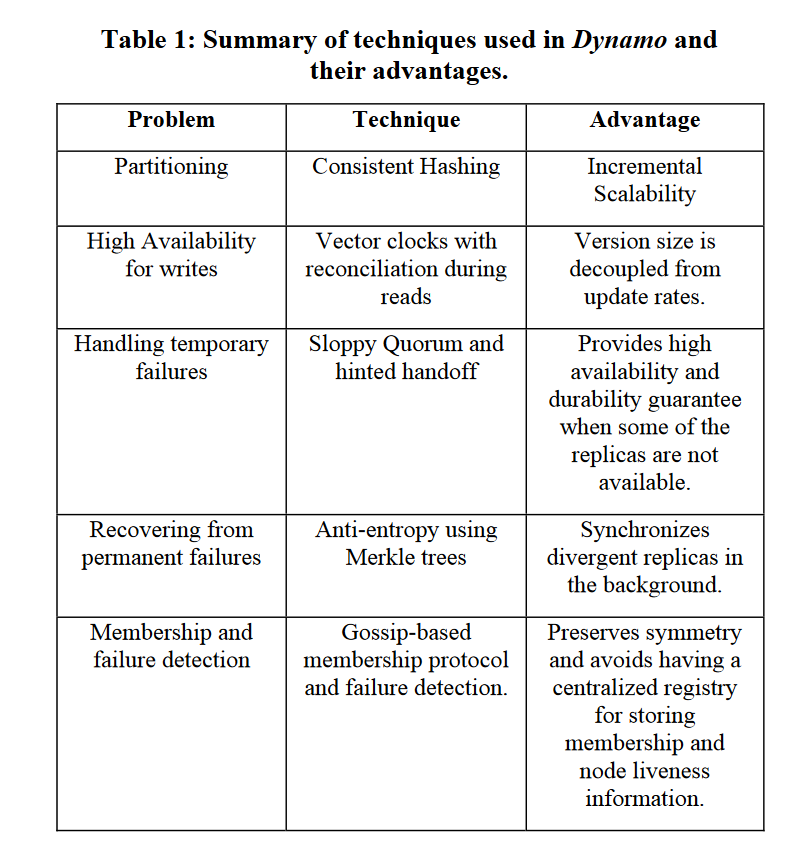 Table 1: Summary of techniques used in Dynamo and
their advantages.
Problem
Technique
Advantage
Partitioning
Consistent Hashing
Incremental
Scalability
High Availability
for writes
Vector clocks with
reconciliation during
reads
Version size is
decoupled from
update rates.
Handling temporary
failures
Sloppy Quorum and
hinted handoff
Provides high
availability and
durability guarantee
when some of the
replicas are not
available.
Recovering from
permanent failures
Anti-entropy using
Merkle trees
Synchronizes
divergent replicas in
the background.
Membership and
failure detection
Gossip-based
membership protocol
and failure detection.
Preserves symmetry
and avoids having a
centralized registry
for storing
membership and
node liveness
information.